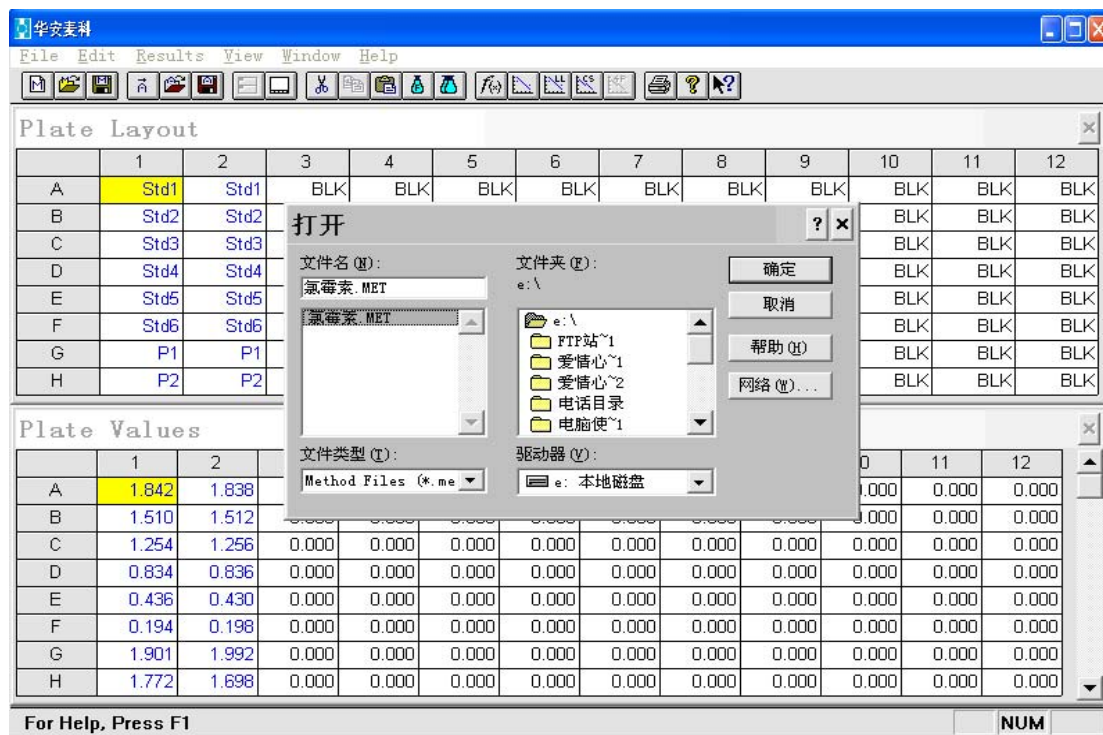 华安麦科
File Edit Results View Window Help
Plate Layout
1 2 3 4 5 6 7 8 9 10 11 12
A Std1 Std1 BLK BLK BLK BLK BLK BLK BLK BLK BLK BLK
B Std2 Std2 BLK BLK BLK
C Std3 Std3 BLK BLK BLK
D Std4 Std4 BLK BLK BLK
E Std5 Std5 BLK BLK BLK
F Std6 Std6 BLK BLK BLK
G P1 P1 BLK BLK BLK
H P2 P2 BLK BLK BLK
打开
文件名(N): 文件夹(F):
氯霉素.MET e:\
氯霉素.MET
e:\
FTP站~1
爱情心~1
爱情心~2
电话目录
电脑使~1
确定
取消
帮助(H)
网络(W)...
文件类型(T): 驱动器(V):
Method Files (*.me e: 本地磁盘
Plate Values
1 2 11 12
A 1.842 1.838 0.000 0.000
B 1.510 1.512 0.000 0.000 0.000
C 1.254 1.256 0.000 0.000 0.000 0.000 0.000 0.000 0.000 0.000 0.000 0.000
D 0.834 0.836 0.000 0.000 0.000 0.000 0.000 0.000 0.000 0.000 0.000 0.000
E 0.436 0.430 0.000 0.000 0.000 0.000 0.000 0.000 0.000 0.000 0.000 0.000
F 0.194 0.198 0.000 0.000 0.000 0.000 0.000 0.000 0.000 0.000 0.000 0.000
G 1.901 1.992 0.000 0.000 0.000 0.000 0.000 0.000 0.000 0.000 0.000 0.000
H 1.772 1.698 0.000 0.000 0.000 0.000 0.000 0.000 0.000 0.000 0.000 0.000
For Help, Press F1 NUM